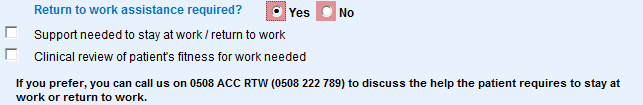 Return to work assistance required? Yes No
Support needed to stay at work / return to work
Clinical review of patient's fitness for work needed
If you prefer, you can call us on 0508 ACC RTW (0508 222 789) to discuss the help the patient requires to stay at
work or return to work.